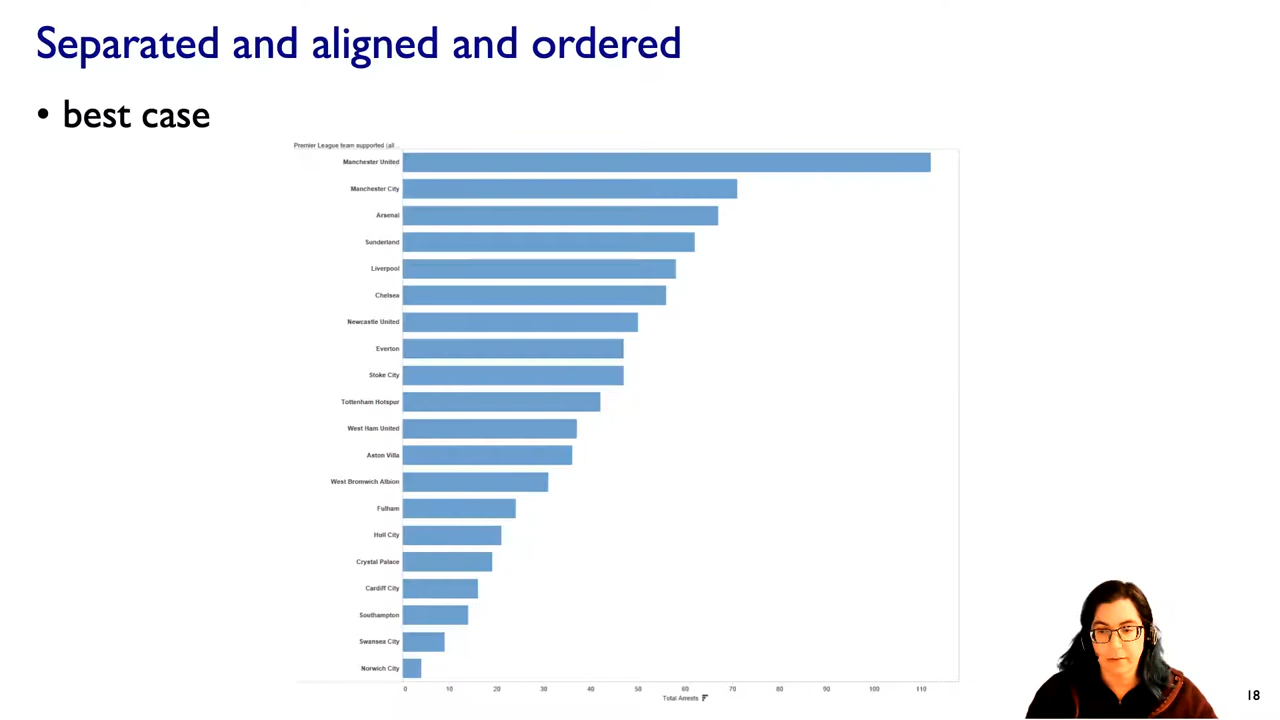 Separated and aligned and ordered
• best case
Premier League team supported (all...
Manchester United
Manchester City
Arsenal
Sunderland
Liverpool
Chelsea
Newcastle United
Everton
Stoke City
Tottenham Hotspur
West Ham United
Aston Villa
West Bromwich Albion
Fulham
Hull City
Crystal Palace
Cardiff City
Southampton
Swansea City
Norwich City
0 10 20 30 40 50 60 70 80 90 100 110
Total Arrests
18